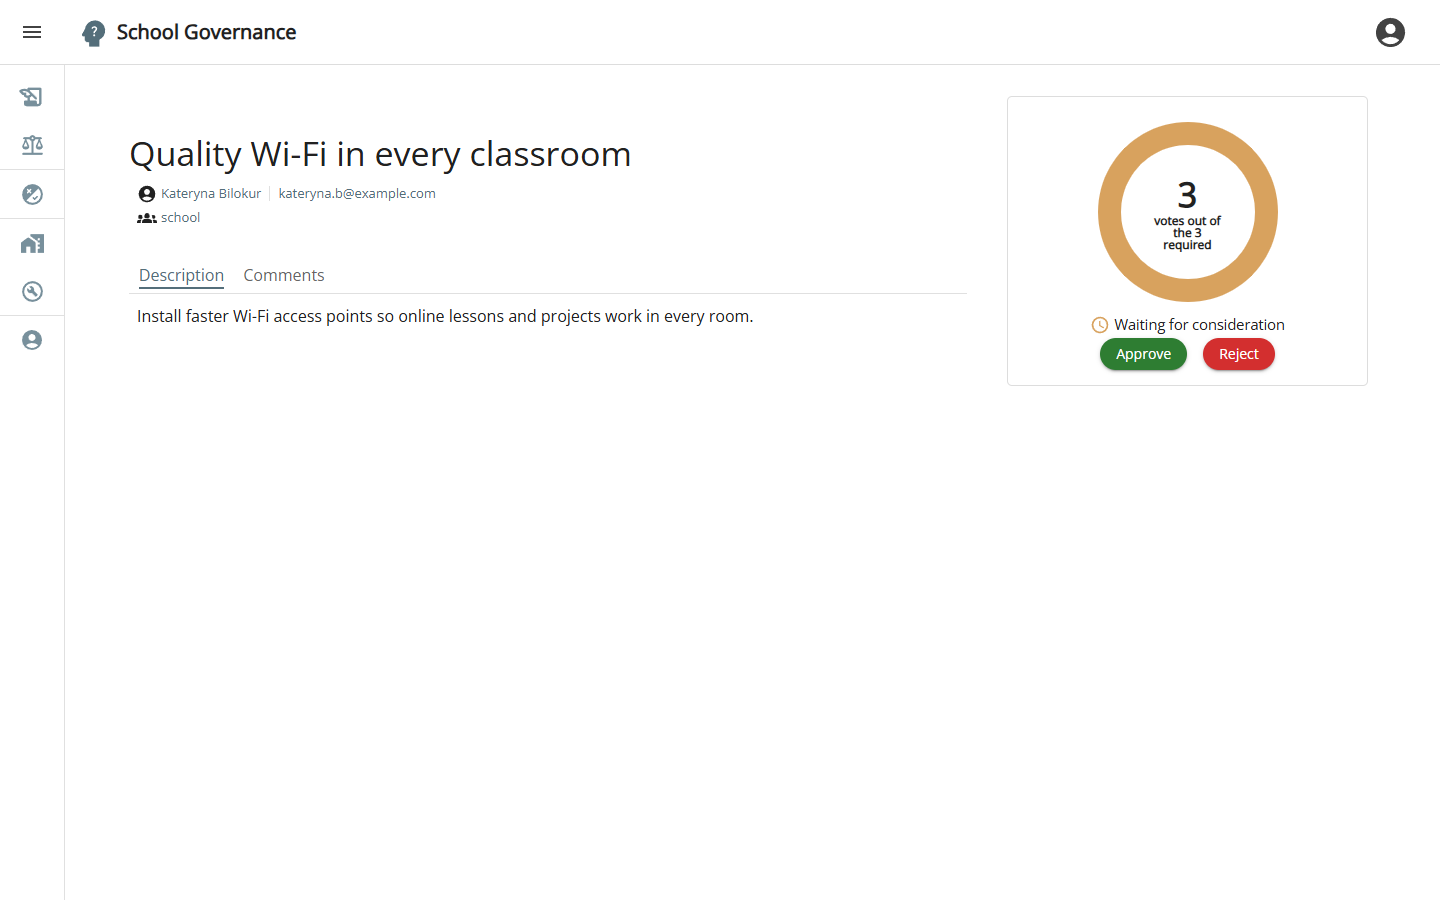 School Governance
Quality Wi-Fi in every classroom
Kateryna Bilokur kateryna.b@example.com
school
Description Comments
Install faster Wi-Fi access points so online lessons and projects work in every room.
3
votes out of
the 3
required
Waiting for consideration
Approve Reject